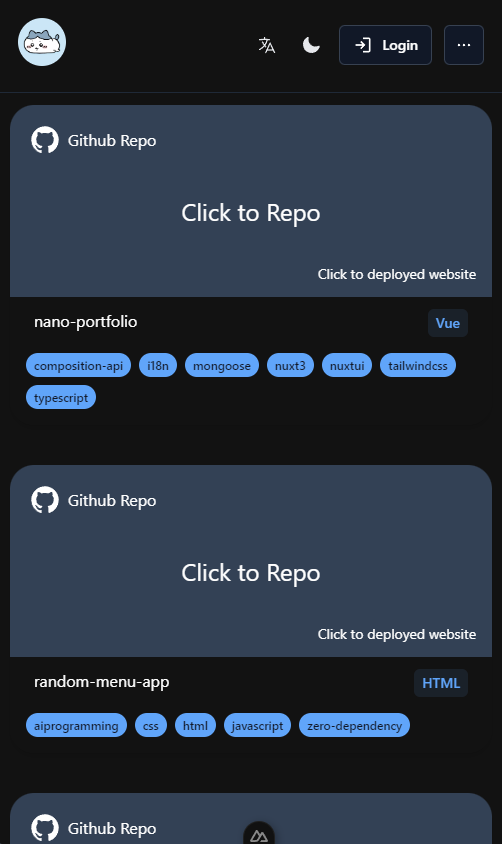 Login
Github Repo
Click to Repo
Click to deployed website
nano-portfolio
Vue
composition-api i18n mongoose nuxt3 nuxtui tailwindcss
typescript
Github Repo
Click to Repo
Click to deployed website
random-menu-app
HTML
aiprogramming css html javascript zero-dependency
Github Repo